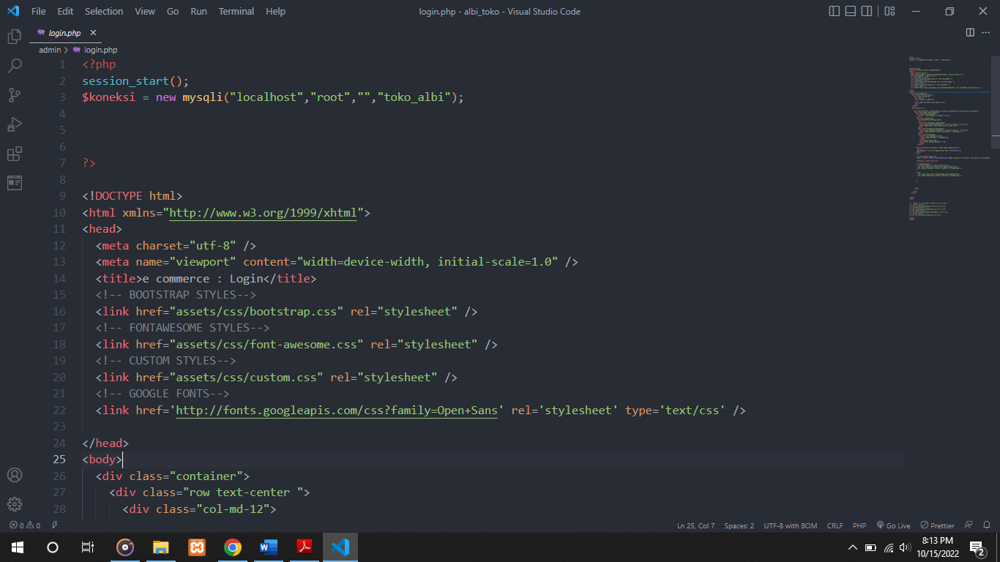 File Edit Selection View Go Run Terminal Help login.php - albi_toko - Visual Studio Code
login.php
admin > login.php
1 <?php
2 session_start();
3 $koneksi = new mysqli("localhost","root","","toko_albi");
4
5
6
7 ?>
8
9 <!DOCTYPE html>
10 <html xmlns="http://www.w3.org/1999/xhtml">
11 <head>
12 <meta charset="utf-8" />
13 <meta name="viewport" content="width=device-width, initial-scale=1.0" />
14 <title>e commerce : Login</title>
15 <!-- BOOTSTRAP STYLES-->
16 <link href="assets/css/bootstrap.css" rel="stylesheet" />
17 <!-- FONTAWESOME STYLES-->
18 <link href="assets/css/font-awesome.css" rel="stylesheet" />
19 <!-- CUSTOM STYLES-->
20 <link href="assets/css/custom.css" rel="stylesheet" />
21 <!-- GOOGLE FONTS-->
22 <link href='http://fonts.googleapis.com/css?family=Open+Sans' rel='stylesheet' type='text/css' />
23
24 </head>
25 <body>
26 <div class="container">
27 <div class="row text-center ">
28 <div class="col-md-12">
0 0 Ln 25, Col 7 Spaces: 2 UTF-8 with BOM CRLF PHP Go Live Prettier
8:13 PM
10/15/2022
2